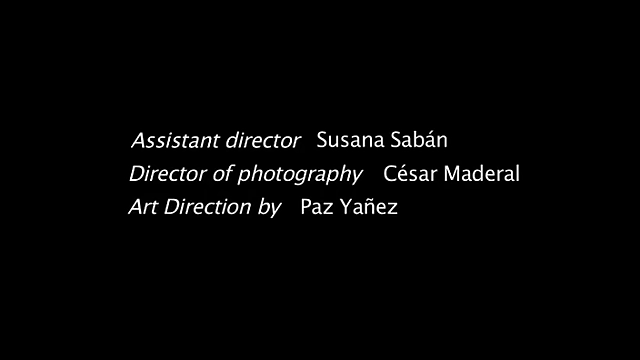 Assistant director Susana Sabán
Director of photography César Maderal
Art Direction by Paz Yañez